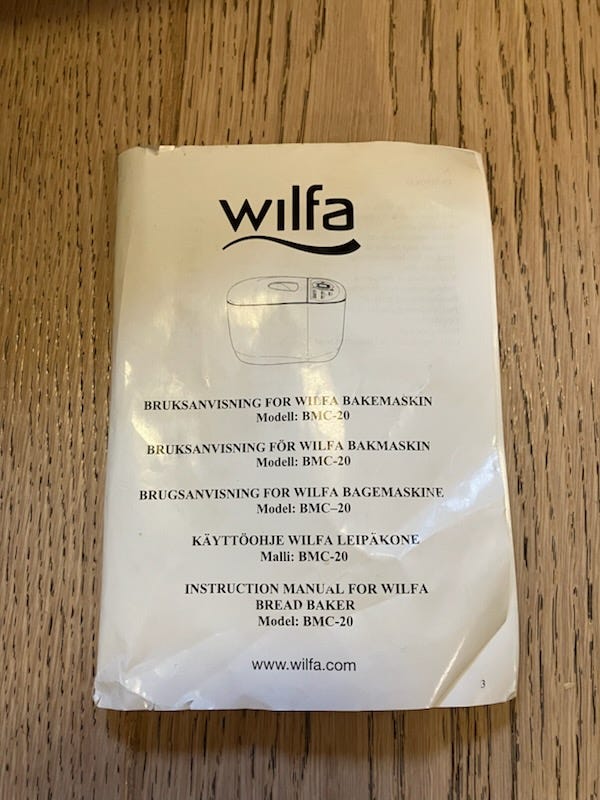 wilfa
BRUKSANVISNING FOR WILFA BAKEMASKIN
Modell: BMC-20
BRUKSANVISNING FÖR WILFA BAKMASKIN
Modell: BMC-20
BRUGSANVISNING FOR WILFA BAGEMASKINE
Model: BMC–20
KÄYTTÖOHJE WILFA LEIPÄKONE
Malli: BMC-20
INSTRUCTION MANUAL FOR WILFA
BREAD BAKER
Model: BMC-20
www.wilfa.com
3